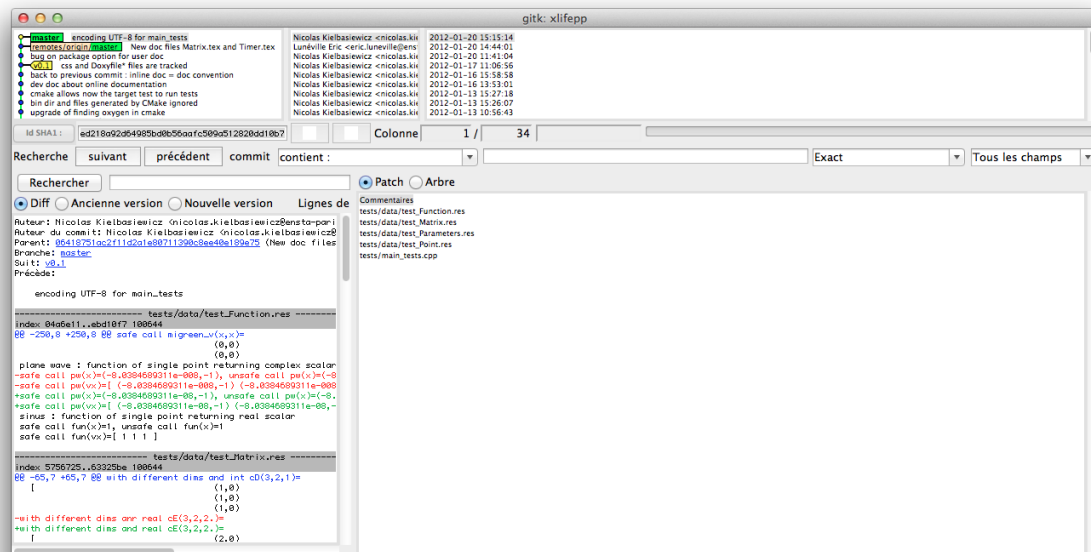 gitk: xlifepp
master encoding UTF-8 for main_tests Nicolas Kielbasiewicz <nicolas.kie 2012-01-20 15:15:14
remotes/origin/master New doc files Matrix.tex and Timer.tex Lunéville Eric <eric.luneville@ens 2012-01-20 14:44:01
bug on package option for user doc Nicolas Kielbasiewicz <nicolas.kie 2012-01-20 11:41:04
v0.1 css and Doxyfile* files are tracked Nicolas Kielbasiewicz <nicolas.kie 2012-01-17 11:06:56
back to previous commit : inline doc = doc convention Nicolas Kielbasiewicz <nicolas.kie 2012-01-16 15:58:58
dev doc about online documentation Nicolas Kielbasiewicz <nicolas.kie 2012-01-16 13:53:01
cmake allows now the target test to run tests Nicolas Kielbasiewicz <nicolas.kie 2012-01-13 15:27:18
bin dir and files generated by CMake ignored Nicolas Kielbasiewicz <nicolas.kie 2012-01-13 15:26:07
upgrade of finding oxygen in cmake Nicolas Kielbasiewicz <nicolas.kie 2012-01-13 10:56:43
Id SHA1 : ed218a92d64985bd0b56aafc509a512820dd10b7 Colonne 1 / 34
Recherche suivant précédent commit contient : Exact Tous les champs
Rechercher Patch Arbre
Diff Ancienne version Nouvelle version Lignes de
Commentaires
tests/data/test_Function.res
tests/data/test_Matrix.res
tests/data/test_Parameters.res
tests/data/test_Point.res
tests/main_tests.cpp
Auteur: Nicolas Kielbasiewicz <nicolas.kielbasiewicz@ensta-pari
Auteur du commit: Nicolas Kielbasiewicz <nicolas.kielbasiewicz@
Parent: 06418751ac2f11d2a1e80711390c8ee40e189e75 (New doc files
Branche: master
Suit: v0.1
Précède:
encoding UTF-8 for main_tests
------------------------ tests/data/test_Function.res --------
index 04a6e11..ebd10f7 100644
@@ -250,8 +250,8 @@ safe call migreen_v(x,x)=
(0,0)
(0,0)
plane wave : function of single point returning complex scalar
-safe call pw(x)=(-8.0384689311e-008,-1), unsafe call pw(x)=(-8
-safe call pw(vx)=[ (-8.0384689311e-008,-1) (-8.0384689311e-008
+safe call pw(x)=(-8.0384689311e-08,-1), unsafe call pw(x)=(-8.
+safe call pw(vx)=[ (-8.0384689311e-08,-1) (-8.0384689311e-08,-
sinus : function of single point returning real scalar
safe call fun(x)=1, unsafe call fun(x)=1
safe call fun(vx)=[ 1 1 1 ]
------------------------- tests/data/test_Matrix.res ---------
index 5756725..63325be 100644
@@ -65,7 +65,7 @@ with different dims and int cD(3,2,1)=
[ (1,0)
(1,0)
(1,0)
-with different dims anr real cE(3,2,2.)=
+with different dims and real cE(3,2,2.)=
[ (2.0)